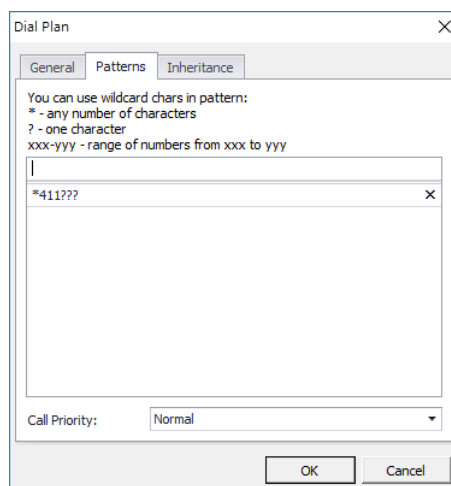 Dial Plan
General Patterns Inheritance
You can use wildcard chars in pattern:
* - any number of characters
? - one character
xxx-yyy - range of numbers from xxx to yyy
*411???
Call Priority: Normal
OK Cancel